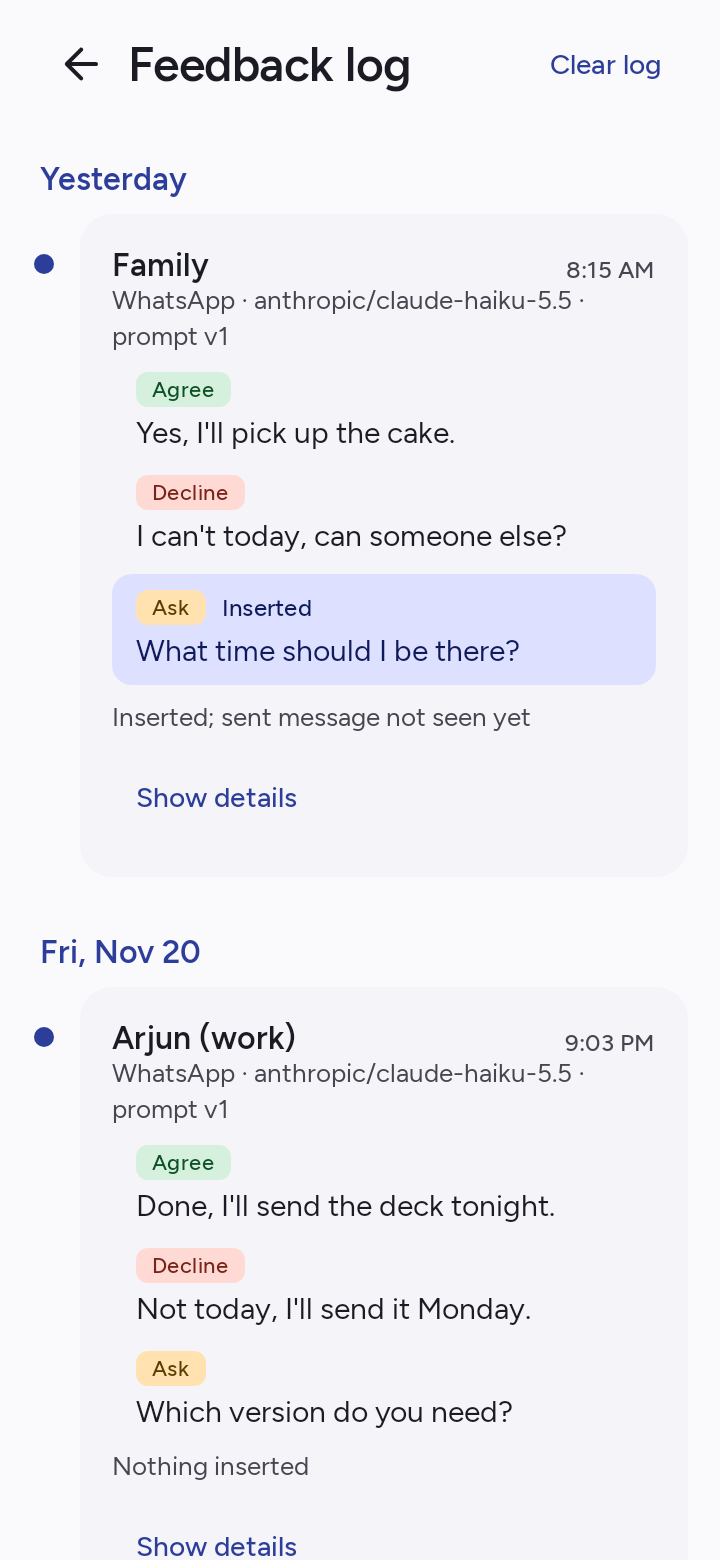 Feedback log
Clear log
Yesterday
Family
8:15 AM
WhatsApp · anthropic/claude-haiku-5.5 ·
prompt v1
Agree
Yes, I'll pick up the cake.
Decline
I can't today, can someone else?
Ask Inserted
What time should I be there?
Inserted; sent message not seen yet
Show details
Fri, Nov 20
Arjun (work)
9:03 PM
WhatsApp · anthropic/claude-haiku-5.5 ·
prompt v1
Agree
Done, I'll send the deck tonight.
Decline
Not today, I'll send it Monday.
Ask
Which version do you need?
Nothing inserted
Show details